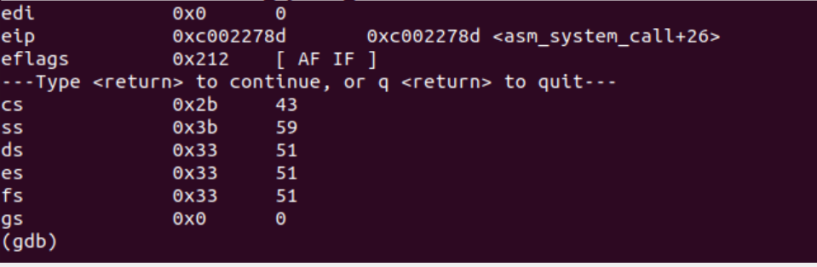 edi 0x0 0
eip 0xc002278d 0xc002278d <asm_system_call+26>
eflags 0x212 [ AF IF ]
---Type <return> to continue, or q <return> to quit---
cs 0x2b 43
ss 0x3b 59
ds 0x33 51
es 0x33 51
fs 0x33 51
gs 0x0 0
(gdb)